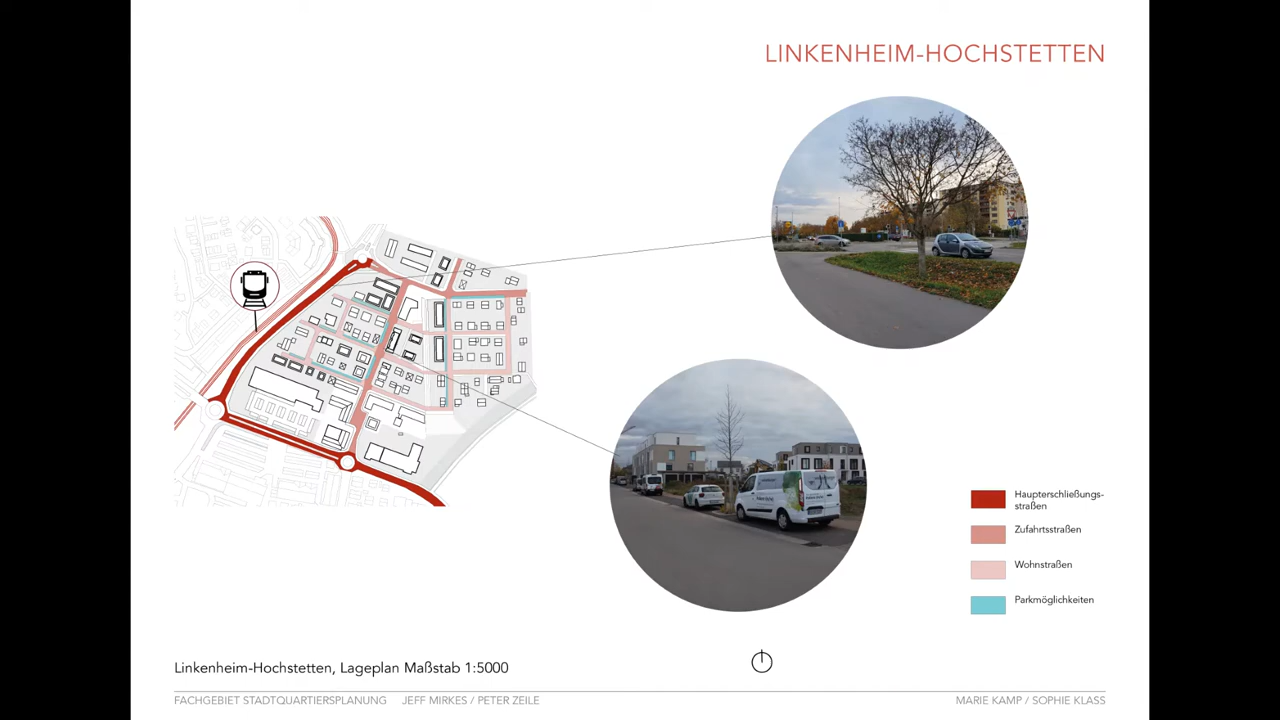 LINKENHEIM-HOCHSTETTEN
Haupterschließungs-
straßen
Zufahrtsstraßen
Wohnstraßen
Parkmöglichkeiten
Linkenheim-Hochstetten, Lageplan Maßstab 1:5000
FACHGEBIET STADTQUARTIERSPLANUNG JEFF MIRKES / PETER ZEILE
MARIE KAMP / SOPHIE KLASS